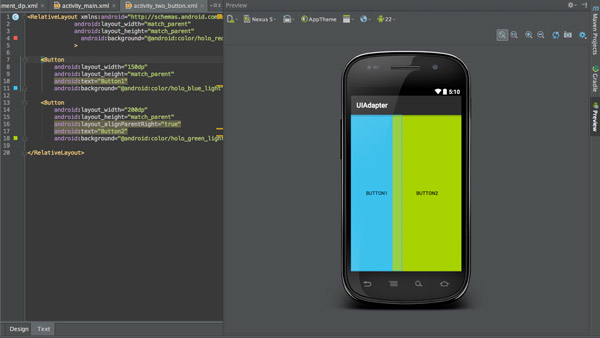 ment_dp.xml
activity_main.xml
activity_two_button.xml
Preview
Nexus S
AppTheme
22
1
2
3
4
5
6
7
8
9
10
11
12
13
14
15
16
17
18
19
20
<RelativeLayout xmlns:android="http://schemas.android.com
android:layout_width="match_parent"
android:layout_height="match_parent"
android:background="@android:color/holo_rec
>
<Button
android:layout_width="150dp"
android:layout_height="match_parent"
android:text="Button1"
android:background="@android:color/holo_blue_light
<Button
android:layout_width="200dp"
android:layout_height="match_parent"
android:layout_alignParentRight="true"
android:text="Button2"
android:background="@android:color/holo_green_ligh
</RelativeLayout>
5:10
UIAdapter
BUTTON1
BUTTON2
Maven Projects
Gradle
Preview
Design
Text